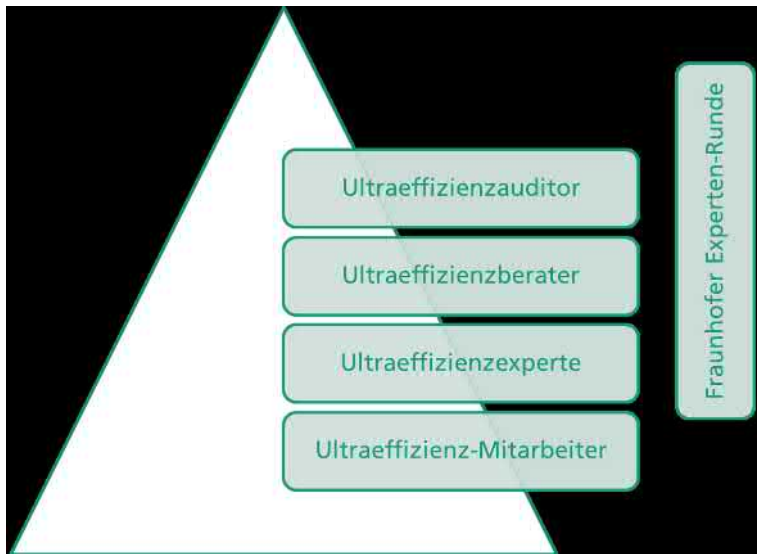 Ultraeffizienzauditor
Ultraeffizienzberater
Ultraeffizienzexperte
Ultraeffizienz-Mitarbeiter
Fraunhofer Experten-Runde